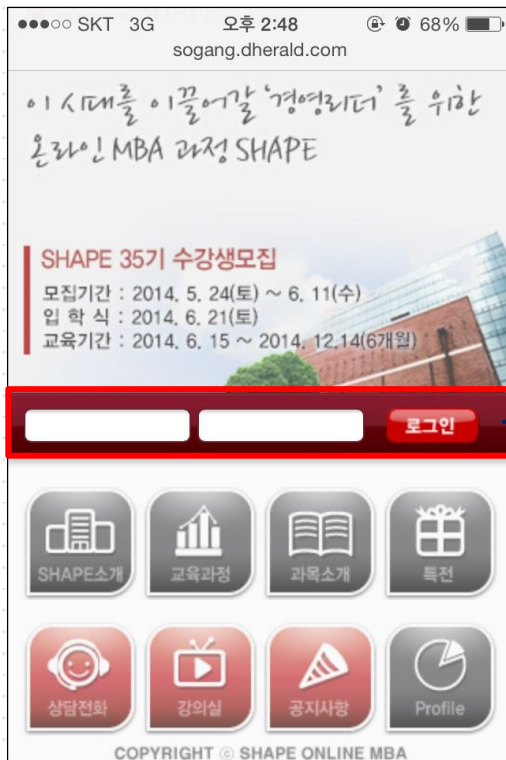 SKT 3G 오후 2:48 68%
sogang.dherald.com
이 시대를 이끌어갈 '경영리더' 를 위한
온라인 MBA 과정 SHAPE
SHAPE 35기 수강생모집
모집기간 : 2014. 5. 24(토) ~ 6. 11(수)
입 학 식 : 2014. 6. 21(토)
교육기간 : 2014. 6. 15 ~ 2014. 12.14(6개월)
로그인
SHAPE소개 교육과정 과목소개 특전
상담전화 강의실 공지사항 Profile
COPYRIGHT ⓒ SHAPE ONLINE MBA